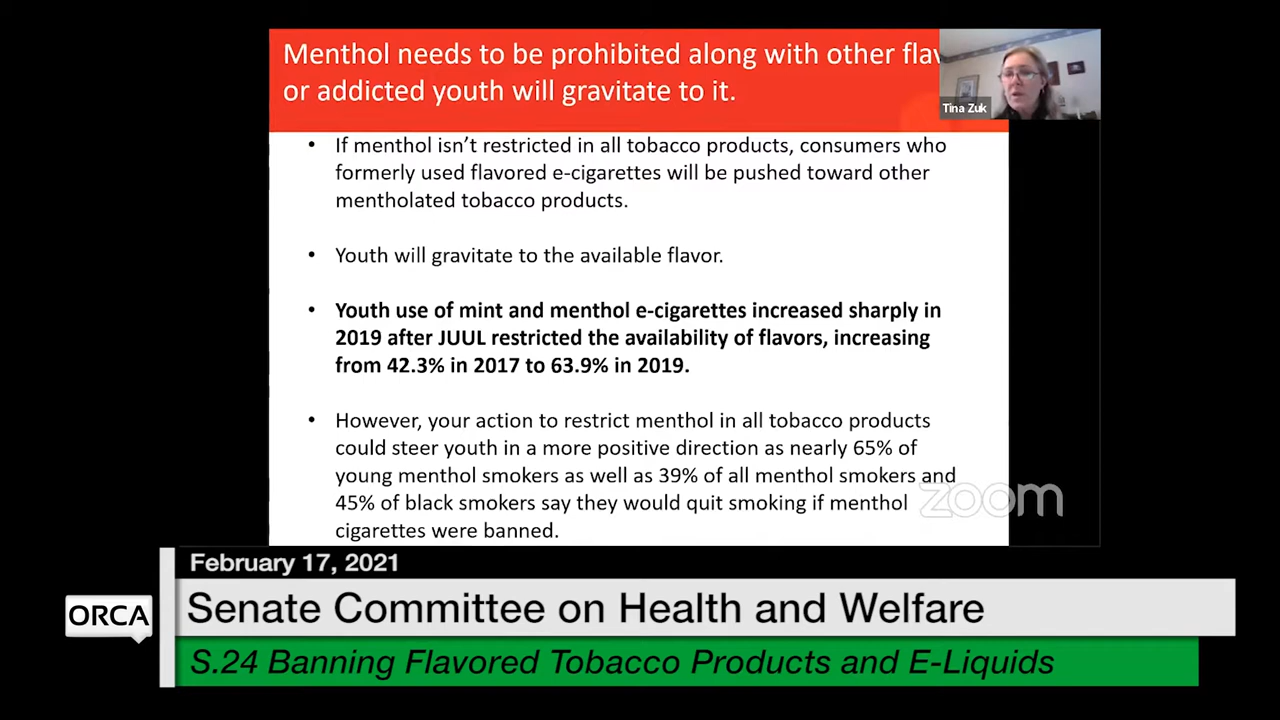 Menthol needs to be prohibited along with other
or addicted youth will gravitate to it.
Tina Zuk
• If menthol isn’t restricted in all tobacco products, consumers who
formerly used flavored e-cigarettes will be pushed toward other
mentholated tobacco products.
• Youth will gravitate to the available flavor.
• Youth use of mint and menthol e-cigarettes increased sharply in
2019 after JUUL restricted the availability of flavors, increasing
from 42.3% in 2017 to 63.9% in 2019.
• However, your action to restrict menthol in all tobacco products
could steer youth in a more positive direction as nearly 65% of
young menthol smokers as well as 39% of all menthol smokers and
45% of black smokers say they would quit smoking if menthol
cigarettes were banned.
zoom
February 17, 2021
ORCA
Senate Committee on Health and Welfare
S.24 Banning Flavored Tobacco Products and E-Liquids